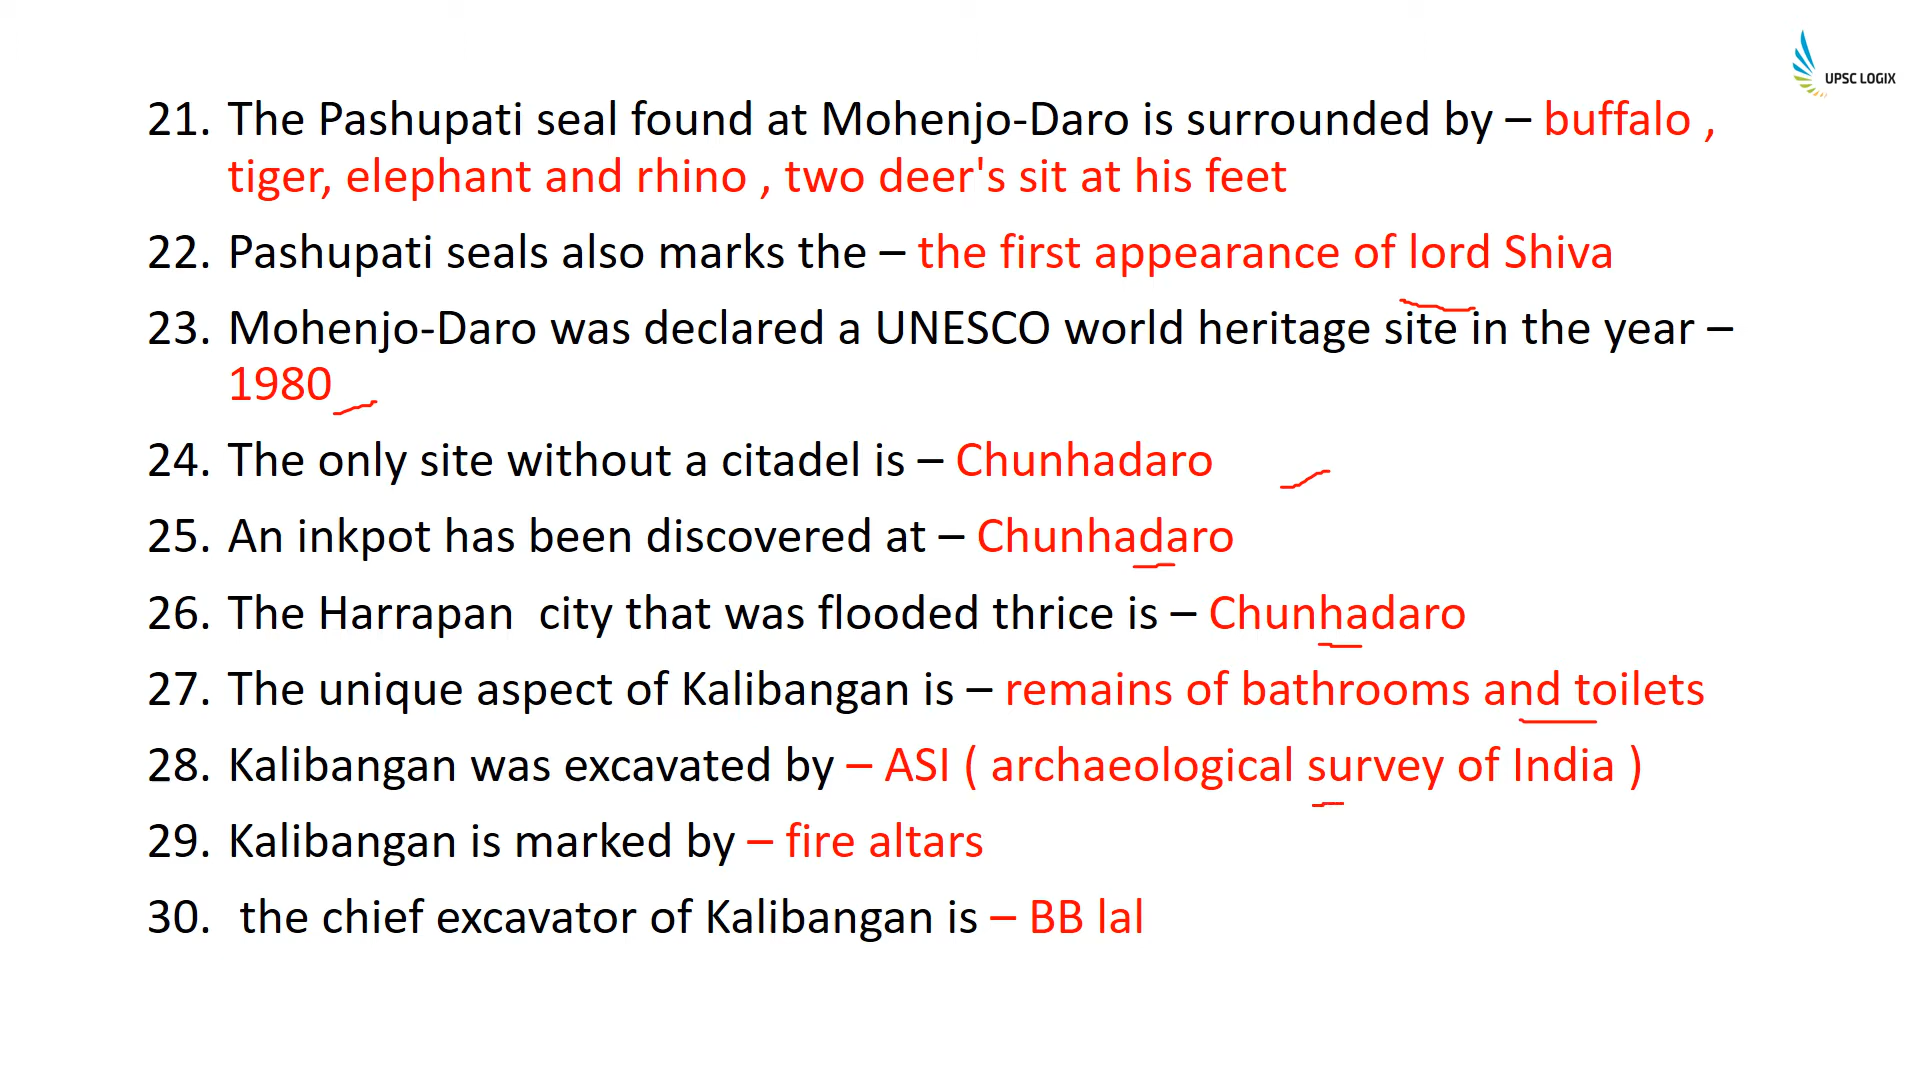 UPSC LOGIX
21. The Pashupati seal found at Mohenjo-Daro is surrounded by – buffalo ,
tiger, elephant and rhino , two deer's sit at his feet
22. Pashupati seals also marks the – the first appearance of lord Shiva
23. Mohenjo-Daro was declared a UNESCO world heritage site in the year –
1980
24. The only site without a citadel is – Chunhadaro
25. An inkpot has been discovered at – Chunhadaro
26. The Harrapan  city that was flooded thrice is – Chunhadaro
27. The unique aspect of Kalibangan is – remains of bathrooms and toilets
28. Kalibangan was excavated by – ASI ( archaeological survey of India )
29. Kalibangan is marked by – fire altars
30.  the chief excavator of Kalibangan is – BB lal